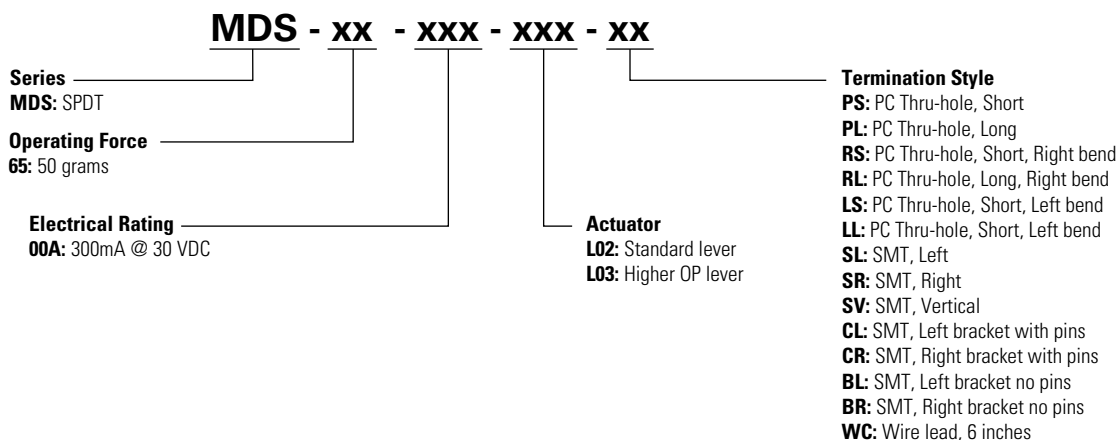 MDS - xx - xxx - xxx - xx
Series
MDS: SPDT
Operating Force
65: 50 grams
Electrical Rating
00A: 300mA @ 30 VDC
Actuator
L02: Standard lever
L03: Higher OP lever
Termination Style
PS: PC Thru-hole, Short
PL: PC Thru-hole, Long
RS: PC Thru-hole, Short, Right bend
RL: PC Thru-hole, Long, Right bend
LS: PC Thru-hole, Short, Left bend
LL: PC Thru-hole, Short, Left bend
SL: SMT, Left
SR: SMT, Right
SV: SMT, Vertical
CL: SMT, Left bracket with pins
CR: SMT, Right bracket with pins
BL: SMT, Left bracket no pins
BR: SMT, Right bracket no pins
WC: Wire lead, 6 inches